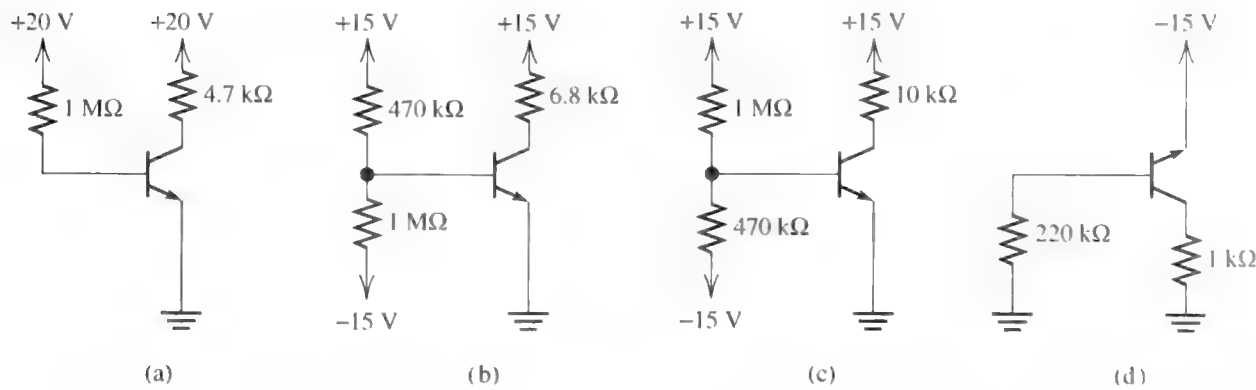 +20 V +20 V +15 V +15 V +15 V +15 V −15 V
1 MΩ 4.7 kΩ 470 kΩ 6.8 kΩ 1 MΩ 10 kΩ
1 MΩ 470 kΩ 220 kΩ 1 kΩ
−15 V −15 V
(a) (b) (c) (d)